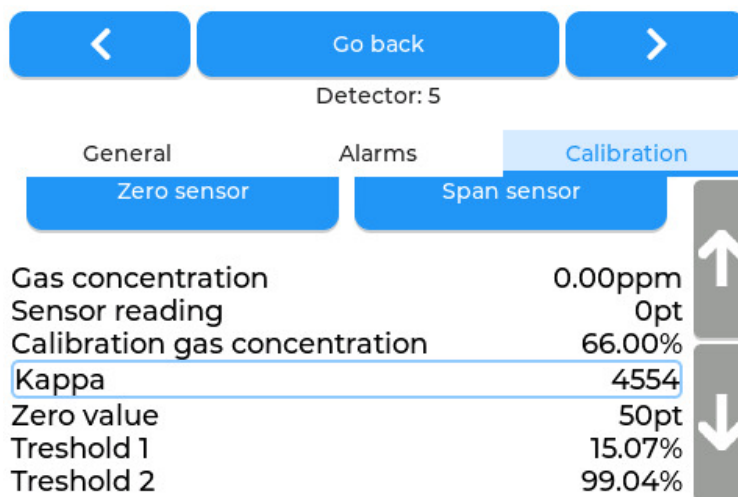 Go back
Detector: 5
General Alarms Calibration
Zero sensor Span sensor
Gas concentration 0.00ppm
Sensor reading 0pt
Calibration gas concentration 66.00%
Kappa 4554
Zero value 50pt
Treshold 1 15.07%
Treshold 2 99.04%